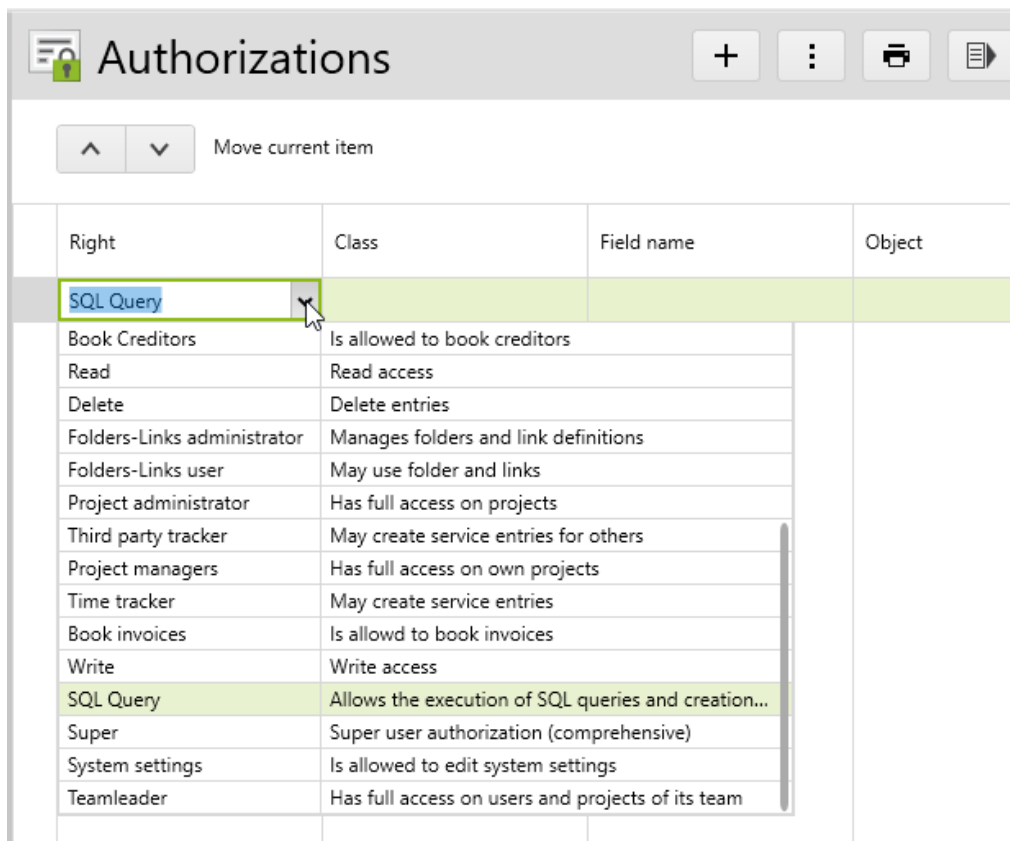 Authorizations
Move current item
Right Class Field name Object
SQL Query
Book Creditors Is allowed to book creditors
Read Read access
Delete Delete entries
Folders-Links administrator Manages folders and link definitions
Folders-Links user May use folder and links
Project administrator Has full access on projects
Third party tracker May create service entries for others
Project managers Has full access on own projects
Time tracker May create service entries
Book invoices Is allowd to book invoices
Write Write access
SQL Query Allows the execution of SQL queries and creation...
Super Super user authorization (comprehensive)
System settings Is allowed to edit system settings
Teamleader Has full access on users and projects of its team